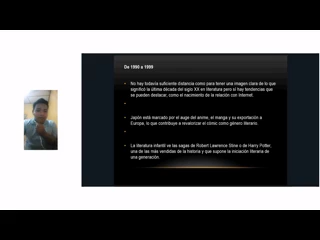 De 1990 a 1999
No hay todavía suficiente distancia como para tener una imagen clara de lo que
significó la última década del siglo XX en literatura pero sí hay tendencias que
se pueden destacar, como el nacimiento de la relación con Internet.
Japón está marcado por el auge del anime, el manga y su exportación a
Europa, lo que contribuye a revalorizar el cómic como género literario.
La literatura infantil ve las sagas de Robert Lawrence Stine o de Harry Potter,
una de las más vendidas de la historia y que supone la iniciación literaria de
una generación.